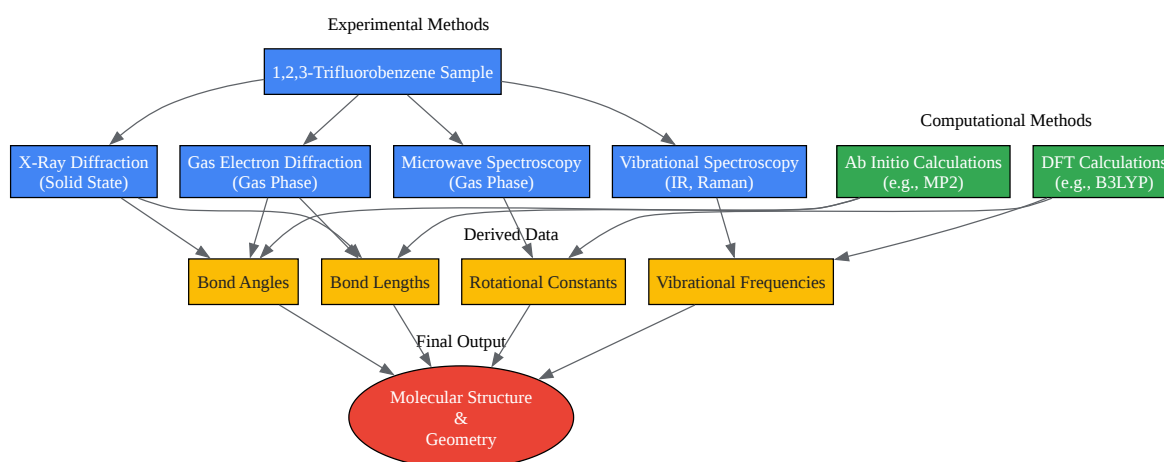 Experimental Methods
1,2,3-Trifluorobenzene Sample
Computational Methods
X-Ray Diffraction
(Solid State)
Gas Electron Diffraction
(Gas Phase)
Microwave Spectroscopy
(Gas Phase)
Vibrational Spectroscopy
(IR, Raman)
Ab Initio Calculations
(e.g., MP2)
DFT Calculations
(e.g., B3LYP)
Derived Data
Bond Angles
Bond Lengths
Rotational Constants
Vibrational Frequencies
Final Output
Molecular Structure
&
Geometry